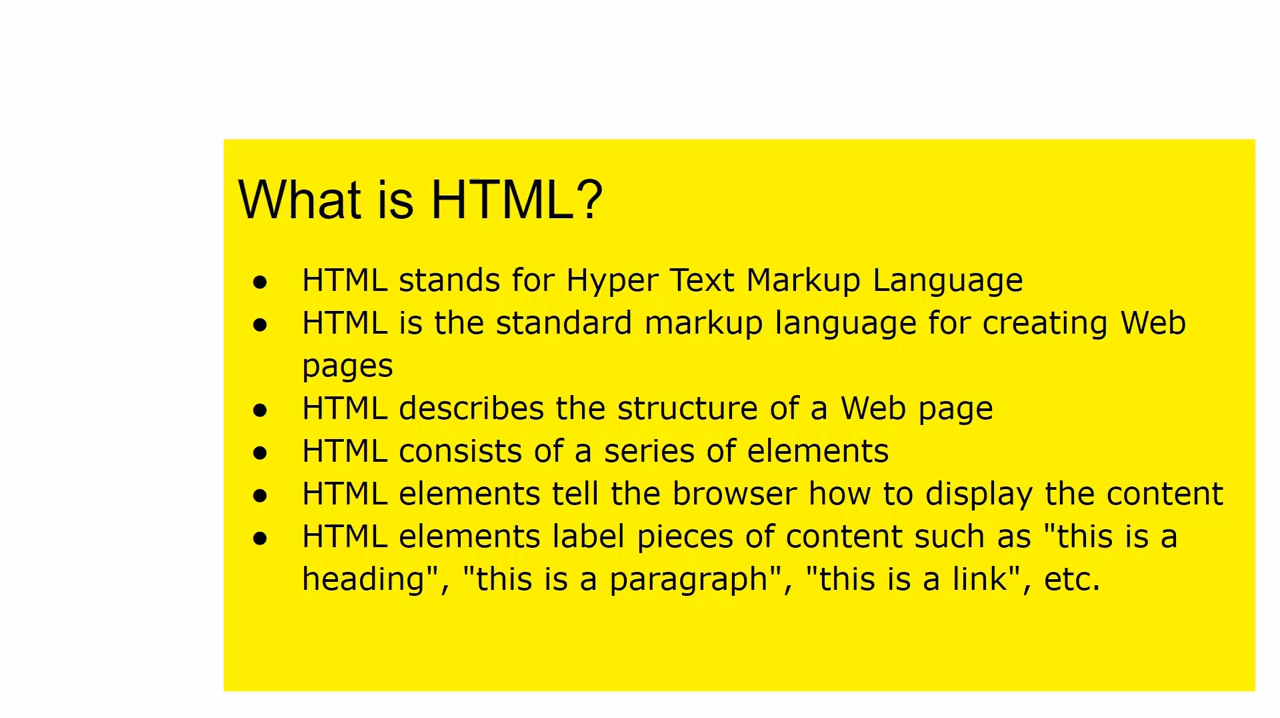 What is HTML?
● HTML stands for Hyper Text Markup Language
● HTML is the standard markup language for creating Web
pages
● HTML describes the structure of a Web page
● HTML consists of a series of elements
● HTML elements tell the browser how to display the content
● HTML elements label pieces of content such as "this is a
heading", "this is a paragraph", "this is a link", etc.